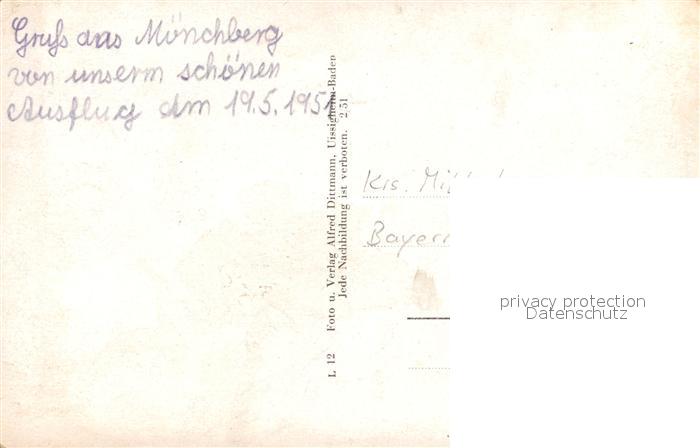 Gruß aus Mönchberg
von unserm schönen
Ausflug am 19.5.1951
L 12 Foto u. Verlag Alfred Dittmann, Uissigheim-Baden
Jede Nachbildung ist verboten. 2.51
Krs.
Bayern
privacy protection
Datenschutz